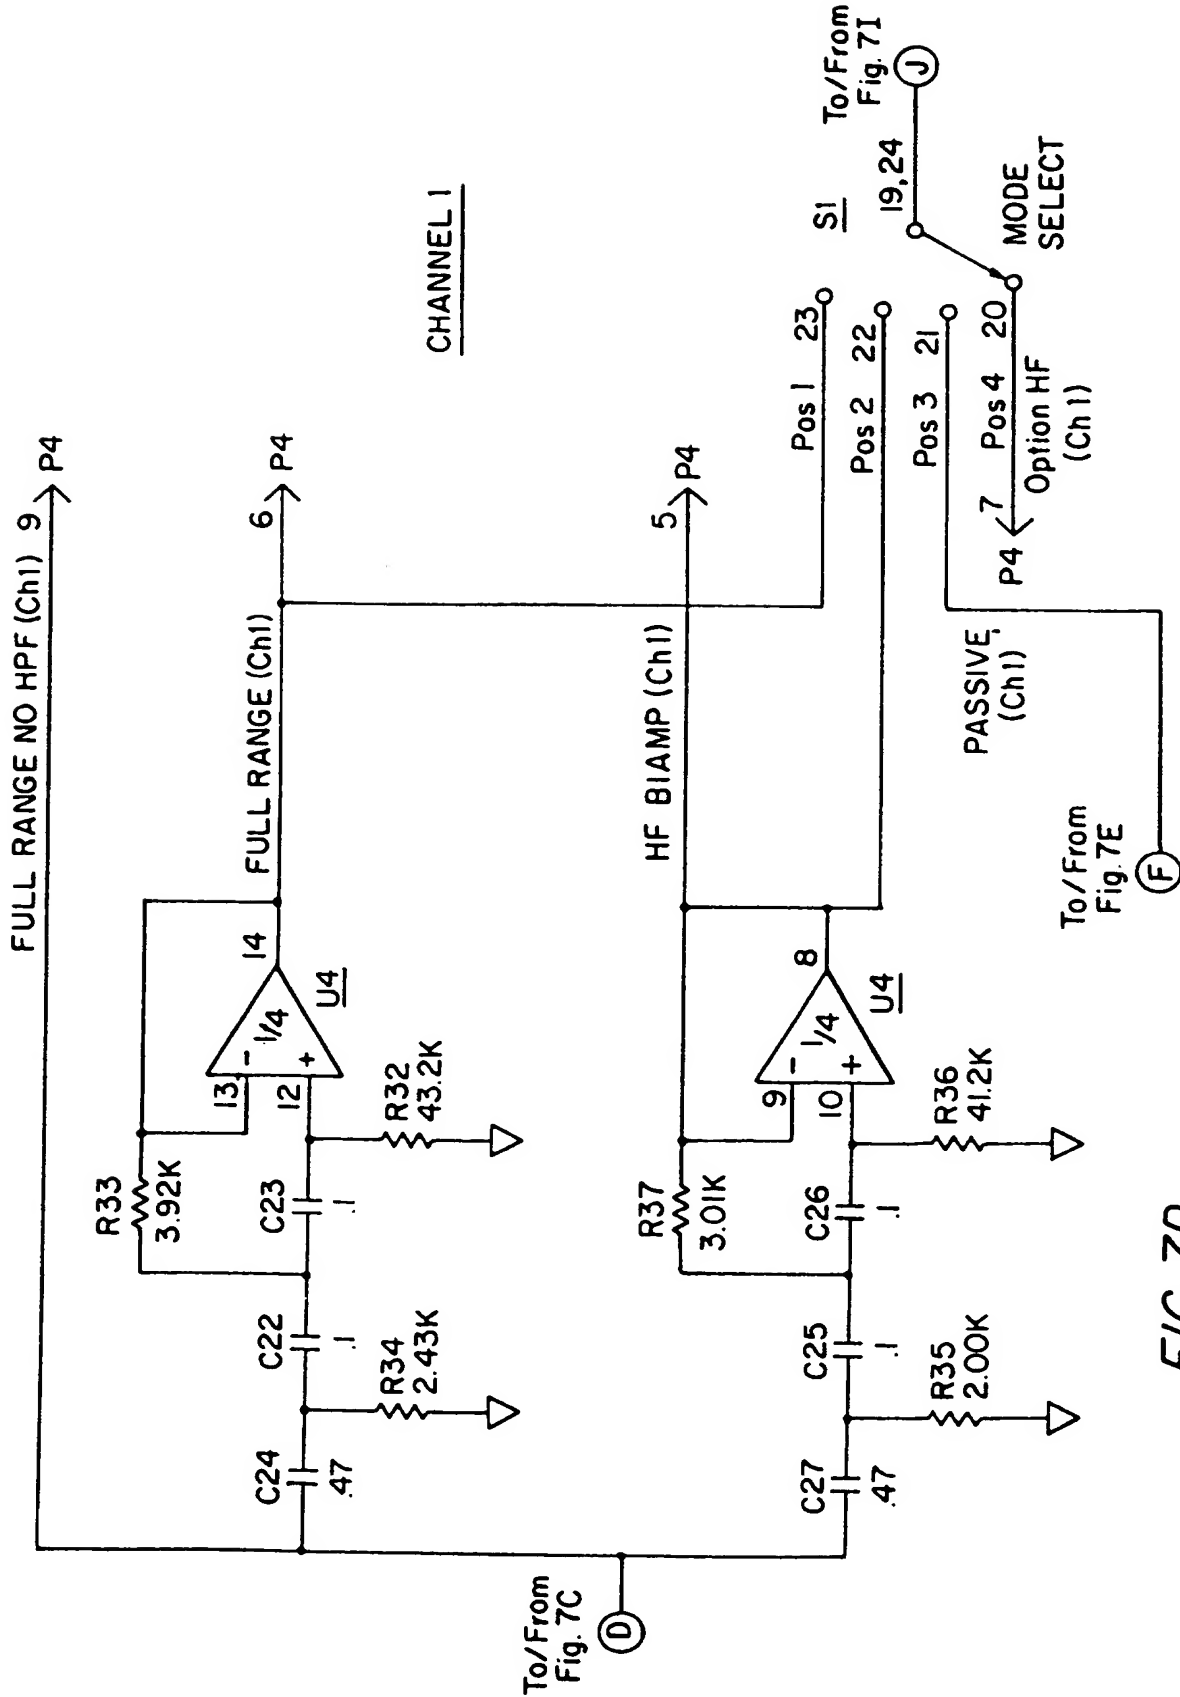 FULL RANGE NO HPF (Ch1) 9
P4
R33
3.92K
13
12
-
+
1/4
14
U4
FULL RANGE (Ch1)
6
P4
C24
.47
C22
.1
C23
.1
R34
2.43K
R32
43.2K
CHANNEL 1
To/From
Fig. 7C
D
R37
3.01K
9
10
-
+
1/4
8
U4
HF BIAMP (Ch1)
5
P4
C27
.47
C25
.1
C26
.1
R35
2.00K
R36
41.2K
Pos 1 23
Pos 2 22
Pos 3 21
Pos 4 20
S1
19,24
To/From
Fig. 7I
J
MODE
SELECT
P4
7
Option HF
(Ch1)
PASSIVE
(Ch1)
To/From
Fig. 7E
F